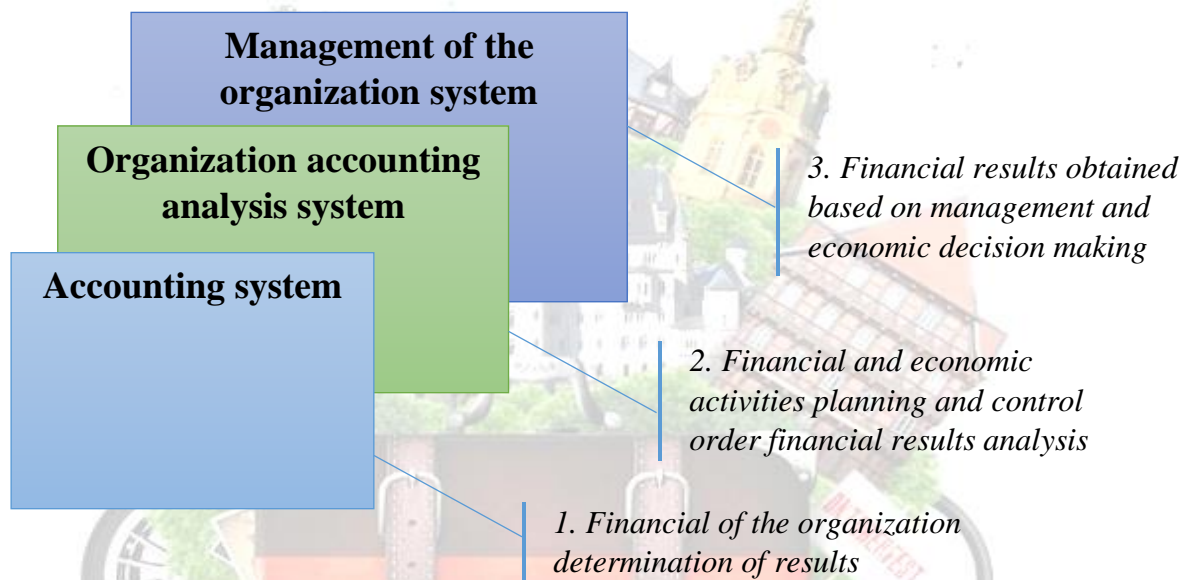 Management of the
organization system
Organization accounting
analysis system
Accounting system
3. Financial results obtained
based on management and
economic decision making
2. Financial and economic
activities planning and control
order financial results analysis
1. Financial of the organization
determination of results